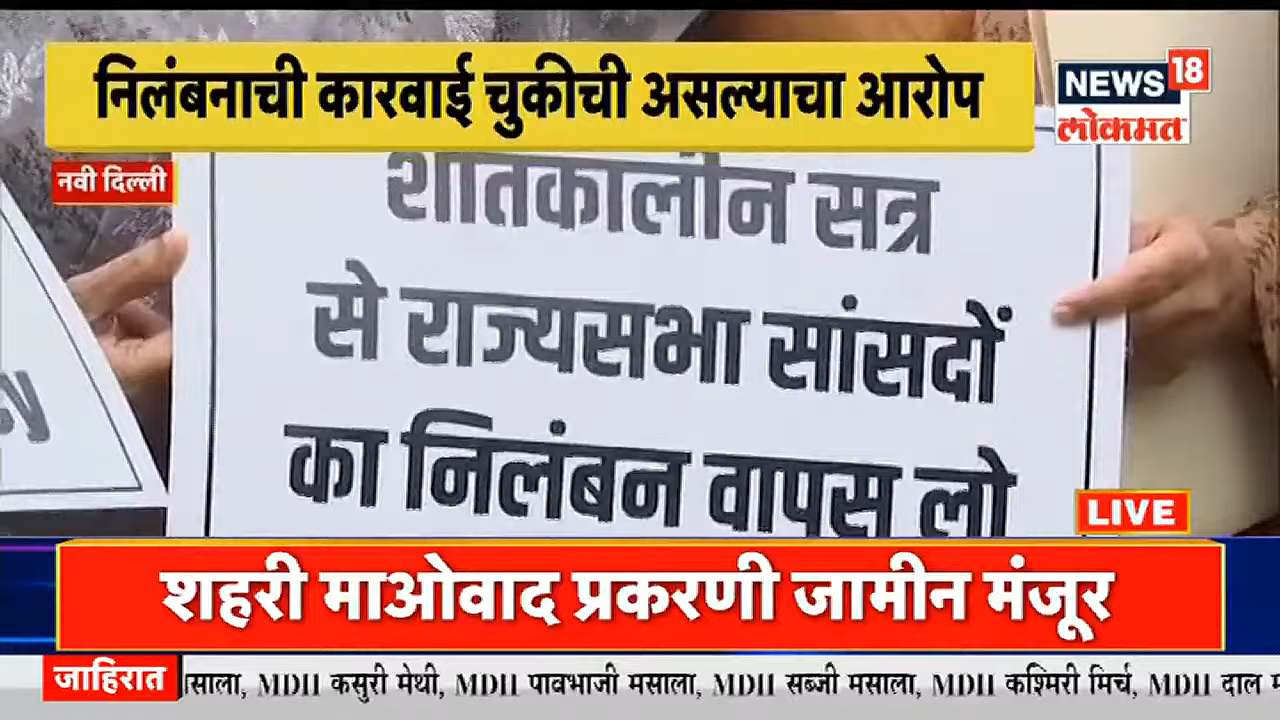 निलंबनाची कारवाई चुकीची असल्याचा आरोप
NEWS 18
लोकमत
नवी दिल्ली
शीतकालीन सत्र
से राज्यसभा सांसदों
का निलंबन वापस लो
LIVE
शहरी माओवाद प्रकरणी जामीन मंजूर
जाहिरात
मसाला, MDH कसुरी मेथी, MDH पावभाजी मसाला, MDH सब्जी मसाला, MDH कश्मिरी मिर्च, MDH दाल